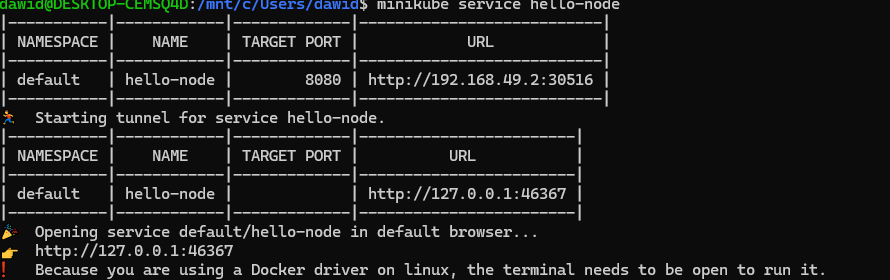 dawid@DESKTOP-CEMSQ4D:/mnt/c/Users/dawid$ minikube service hello-node
|-----------|------------|-------------|---------------------------|
| NAMESPACE |    NAME    | TARGET PORT |            URL            |
|-----------|------------|-------------|---------------------------|
| default   | hello-node |        8080 | http://192.168.49.2:30516 |
|-----------|------------|-------------|---------------------------|
🏃  Starting tunnel for service hello-node.
|-----------|------------|-------------|------------------------|
| NAMESPACE |    NAME    | TARGET PORT |          URL           |
|-----------|------------|-------------|------------------------|
| default   | hello-node |             | http://127.0.0.1:46367 |
|-----------|------------|-------------|------------------------|
🎉  Opening service default/hello-node in default browser...
👉  http://127.0.0.1:46367
❗  Because you are using a Docker driver on linux, the terminal needs to be open to run it.